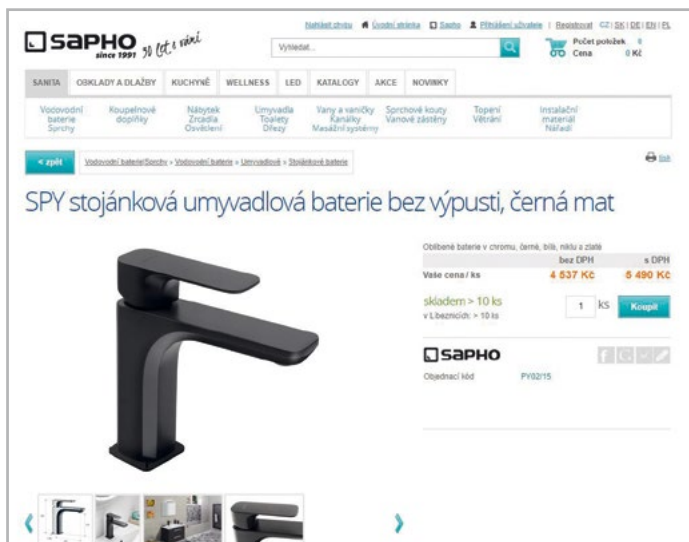 Nahlásit chybu Úvodní stránka Sapho Přihlášení uživatele | Registrovat CZ | SK | DE | EN | PL
SAPHO
since 1991 30 let s vámi
Vyhledat...
Počet položek 0
Cena 0 Kč
SANITA OBKLADY A DLAŽBY KUCHYNĚ WELLNESS LED KATALOGY AKCE NOVINKY
Vodovodní baterie Sprchy
Koupelnové doplňky
Nábytek Zrcadla Osvětlení
Umyvadla Toalety Dřezy
Vany a vaničky Kanálky Masážní systémy
Sprchové kouty Vanové zástěny
Topení Větrání
Instalační materiál Nářadí
< zpět
Vodovodní baterie|Sprchy » Vodovodní baterie » Umyvadlové » Stojánkové baterie
tisk
SPY stojánková umyvadlová baterie bez výpusti, černá mat
Oblíbené baterie v chromu, černé, bílé, niklu a zlaté
bez DPH s DPH
Vaše cena / ks 4 537 Kč 5 490 Kč
skladem > 10 ks
v Líbeznicích: > 10 ks
1 ks Koupit
SAPHO
Objednací kód PY02/15